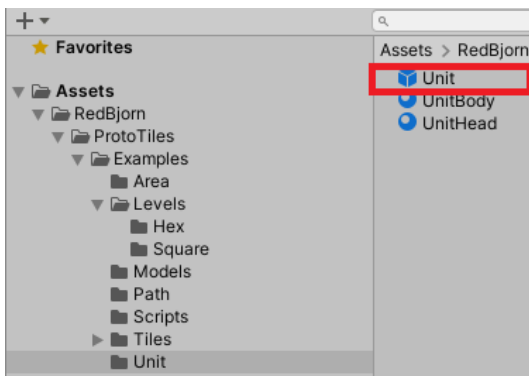 Favorites
Assets
RedBjorn
ProtoTiles
Examples
Area
Levels
Hex
Square
Models
Path
Scripts
Tiles
Unit
Assets > RedBjorn
Unit
UnitBody
UnitHead